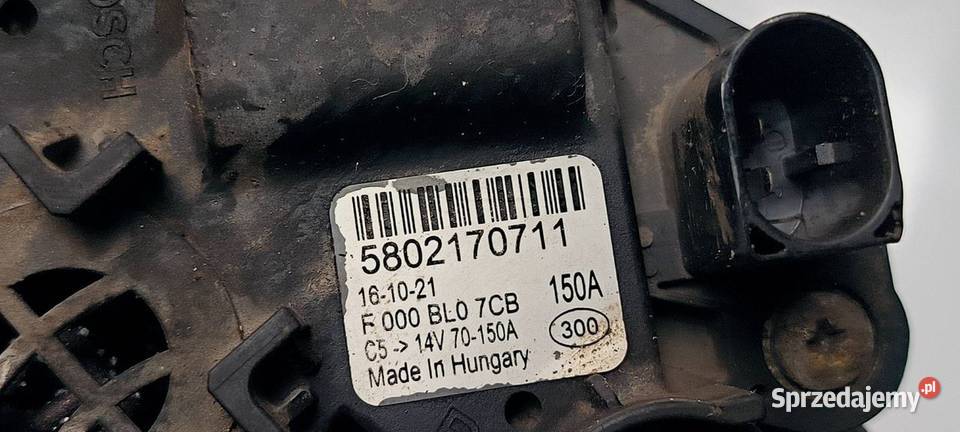 BOSCH
5802170711
16-10-21
F 000 BL0 7CB
150A
C5 -> 14V 70-150A
300
Made In Hungary
Sprzedajemy.pl